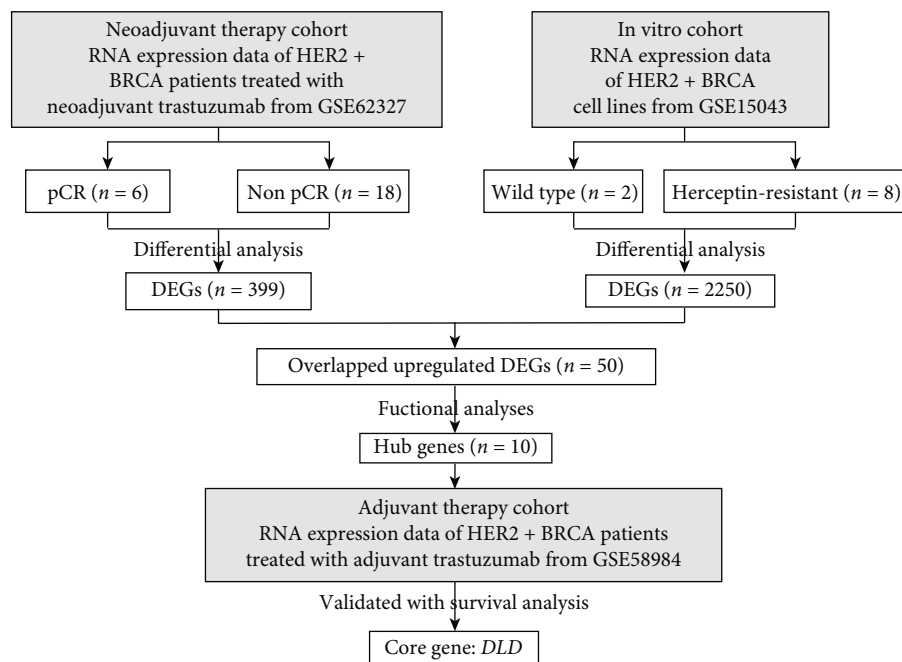 Neoadjuvant therapy cohort
RNA expression data of HER2 +
BRCA patients treated with
neoadjuvant trastuzumab from GSE62327
In vitro cohort
RNA expression data
of HER2 + BRCA
cell lines from GSE15043
pCR (n = 6)
Non pCR (n = 18)
Wild type (n = 2)
Herceptin-resistant (n = 8)
Differential analysis
Differential analysis
DEGs (n = 399)
DEGs (n = 2250)
Overlapped upregulated DEGs (n = 50)
Fuctional analyses
Hub genes (n = 10)
Adjuvant therapy cohort
RNA expression data of HER2 + BRCA patients
treated with adjuvant trastuzumab from GSE58984
Validated with survival analysis
Core gene: DLD